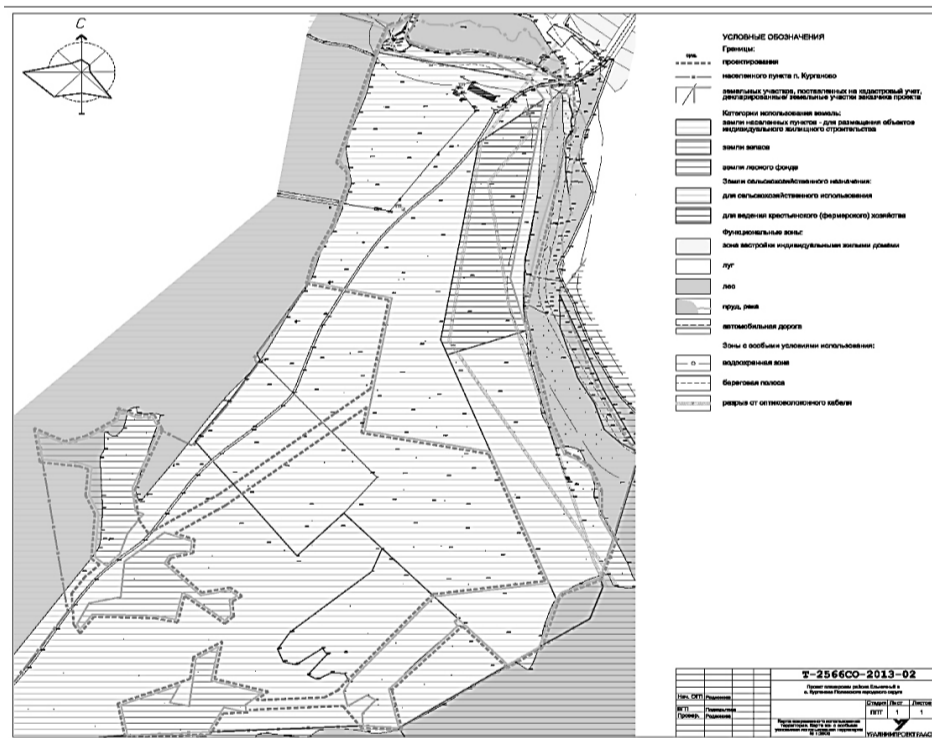 С
УСЛОВНЫЕ ОБОЗНАЧЕНИЯ
Границы:
проектирования
населенного пункта п. Курганово
земельных участков, поставленных на кадастровый учет,
декларированные земельные участки заказчика проекта
Категории использования земель:
земли населенных пунктов - для размещения объектов
индивидуального жилищного строительства
земли запаса
земли лесного фонда
Земли сельскохозяйственного назначения:
для сельскохозяйственного использования
для ведения крестьянского (фермерского) хозяйства
Функциональные зоны:
зона застройки индивидуальными жилыми домами
луг
лес
пруд, река
автомобильная дорога
Зоны с особыми условиями использования:
водоохранная зона
береговая полоса
разрыв от оптиковолоконного кабеля
Т-2566СО-2013-02
Проект планировки района
п. Курганово Полевского городского округа
Стадия Лист Листов
ППТ 1 1
Провер.
УРАЛНИИПРОЕКТ РААСН